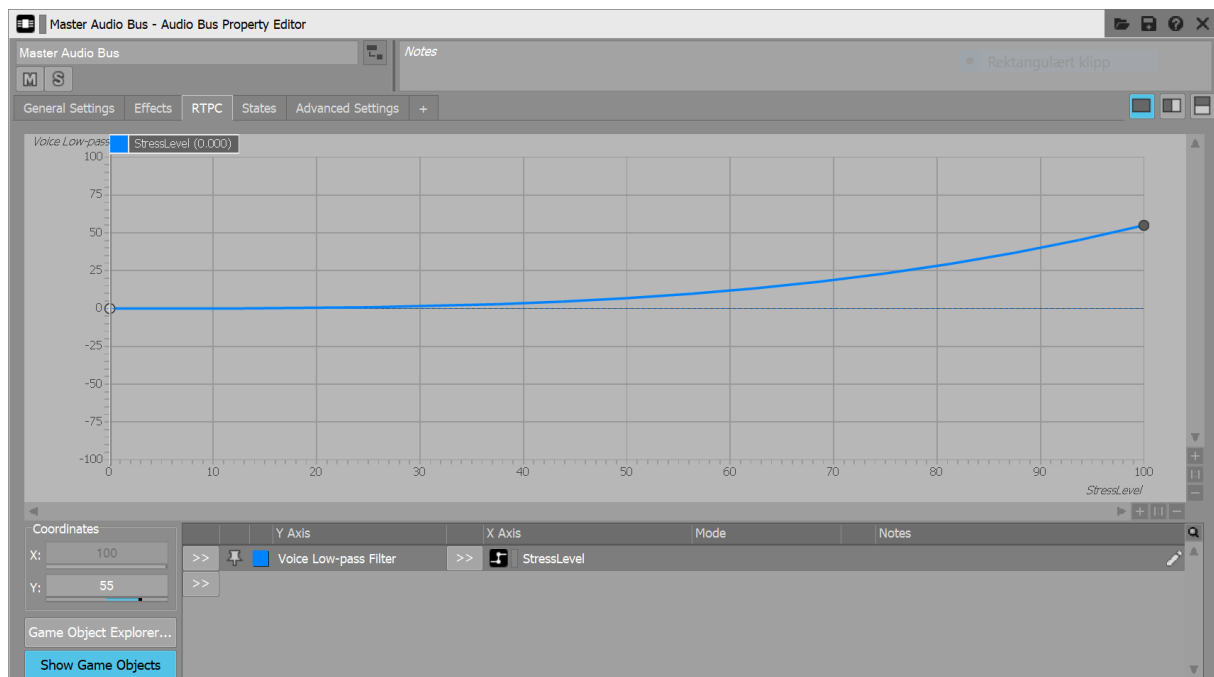 Master Audio Bus - Audio Bus Property Editor
Master Audio Bus
Notes
Rektangulært klipp
M S
General Settings Effects RTPC States Advanced Settings +
Voice Low-pass
StressLevel (0.000)
100
75
50
25
0
-25
-50
-75
-100
0 10 20 30 40 50 60 70 80 90 100
StressLevel
Coordinates
Y Axis X Axis Mode Notes
X: 100
>> Voice Low-pass Filter >> StressLevel
Y: 55
>>
Game Object Explorer...
Show Game Objects